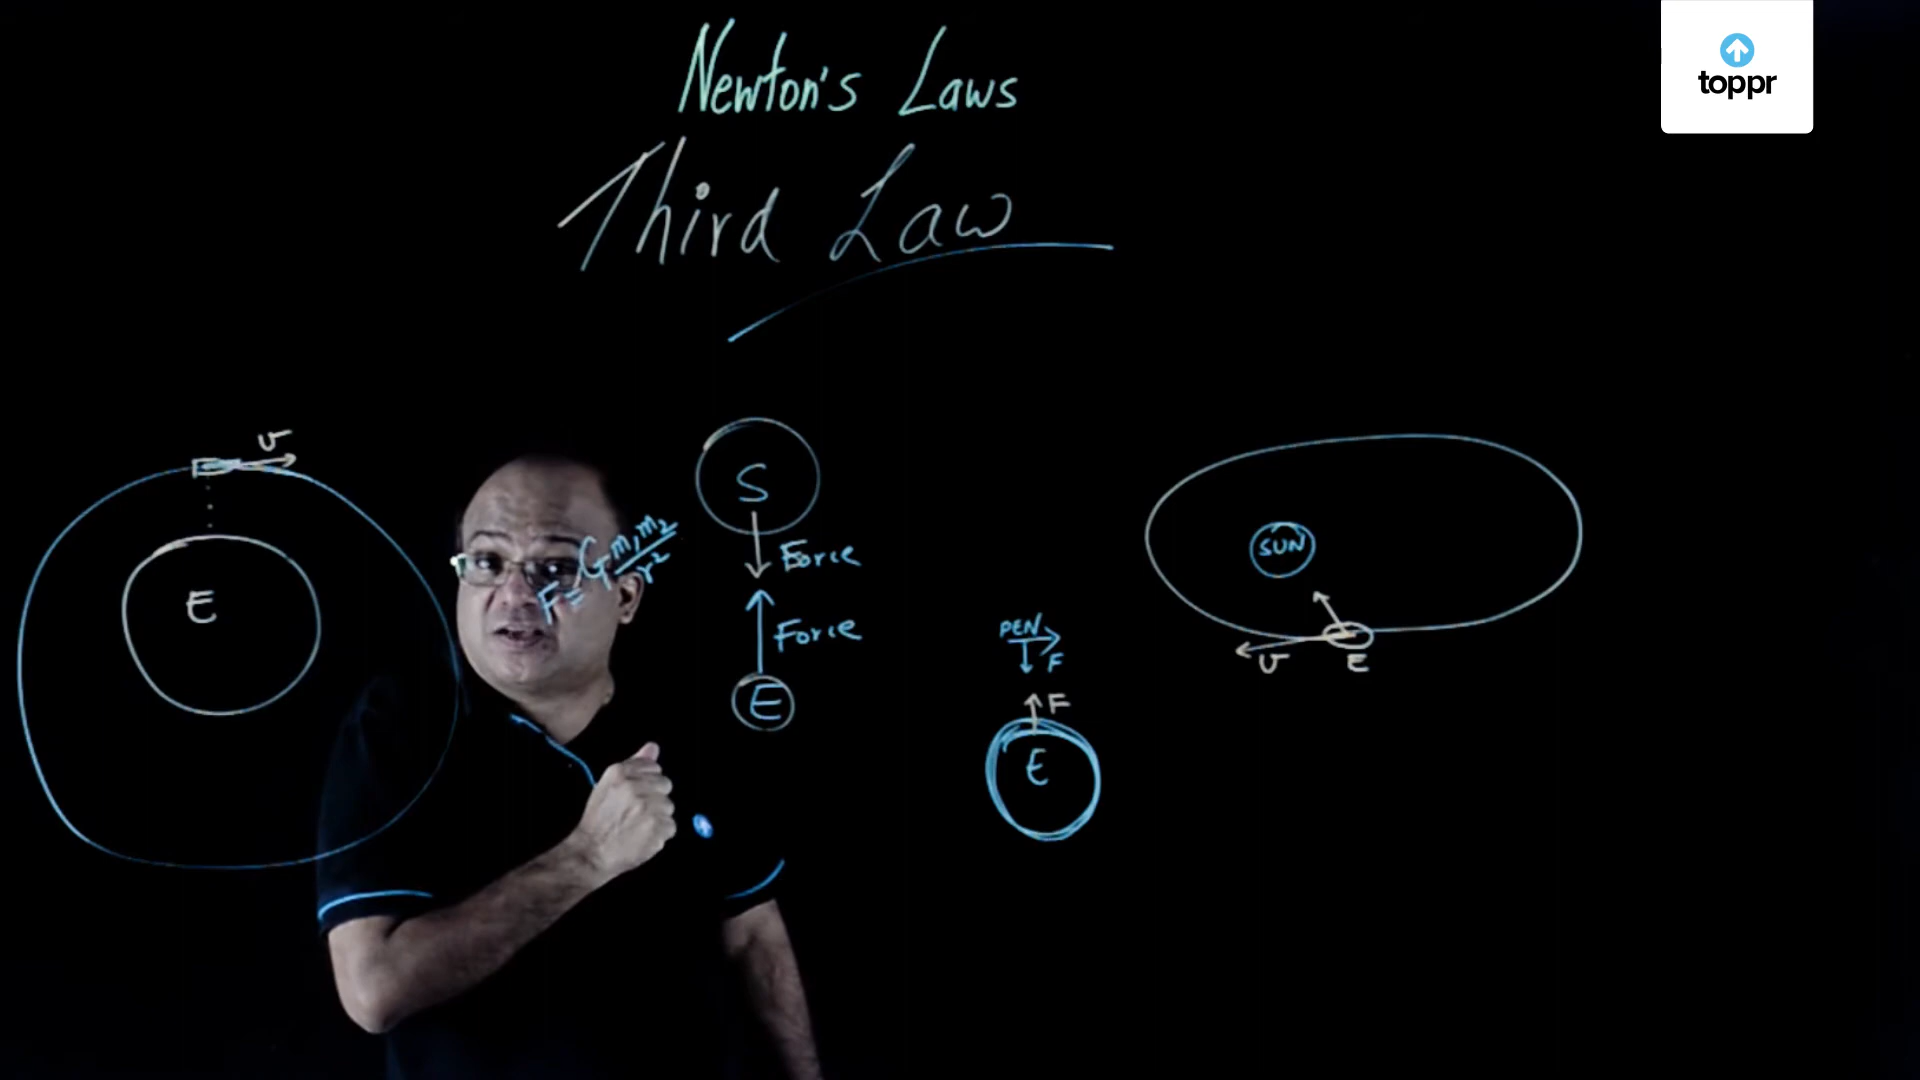 toppr
Newton's Laws
Third Law
v
E
F = G m₁m₂/r²
S
Force
Force
E
PEN
F
F
E
SUN
v
E